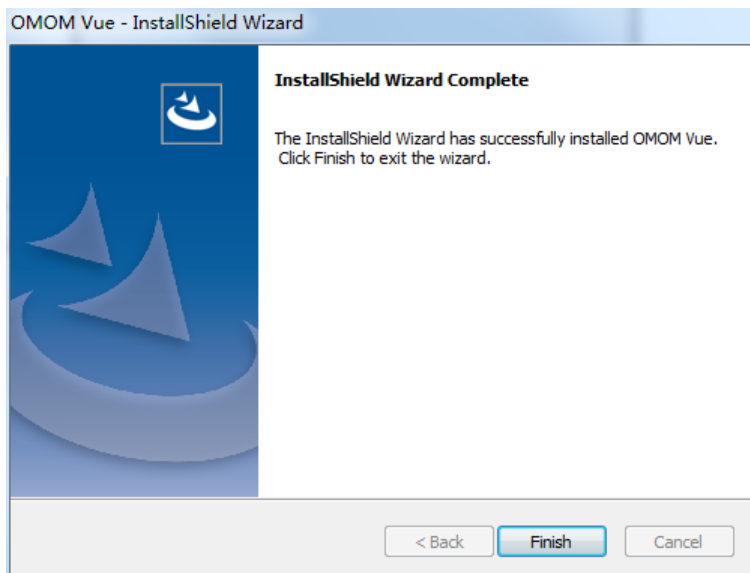 OMOM Vue - InstallShield Wizard
InstallShield Wizard Complete
The InstallShield Wizard has successfully installed OMOM Vue.
Click Finish to exit the wizard.
< Back
Finish
Cancel